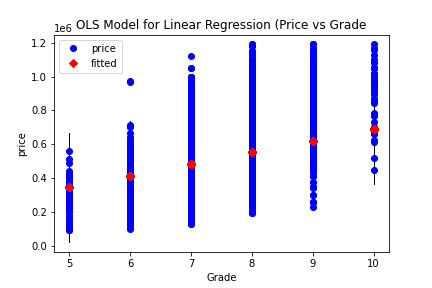 OLS Model for Linear Regression (Price vs Grade
1e6
price
fitted
1.2
1.0
0.8
0.6
0.4
0.2
0.0
price
5 6 7 8 9 10
Grade